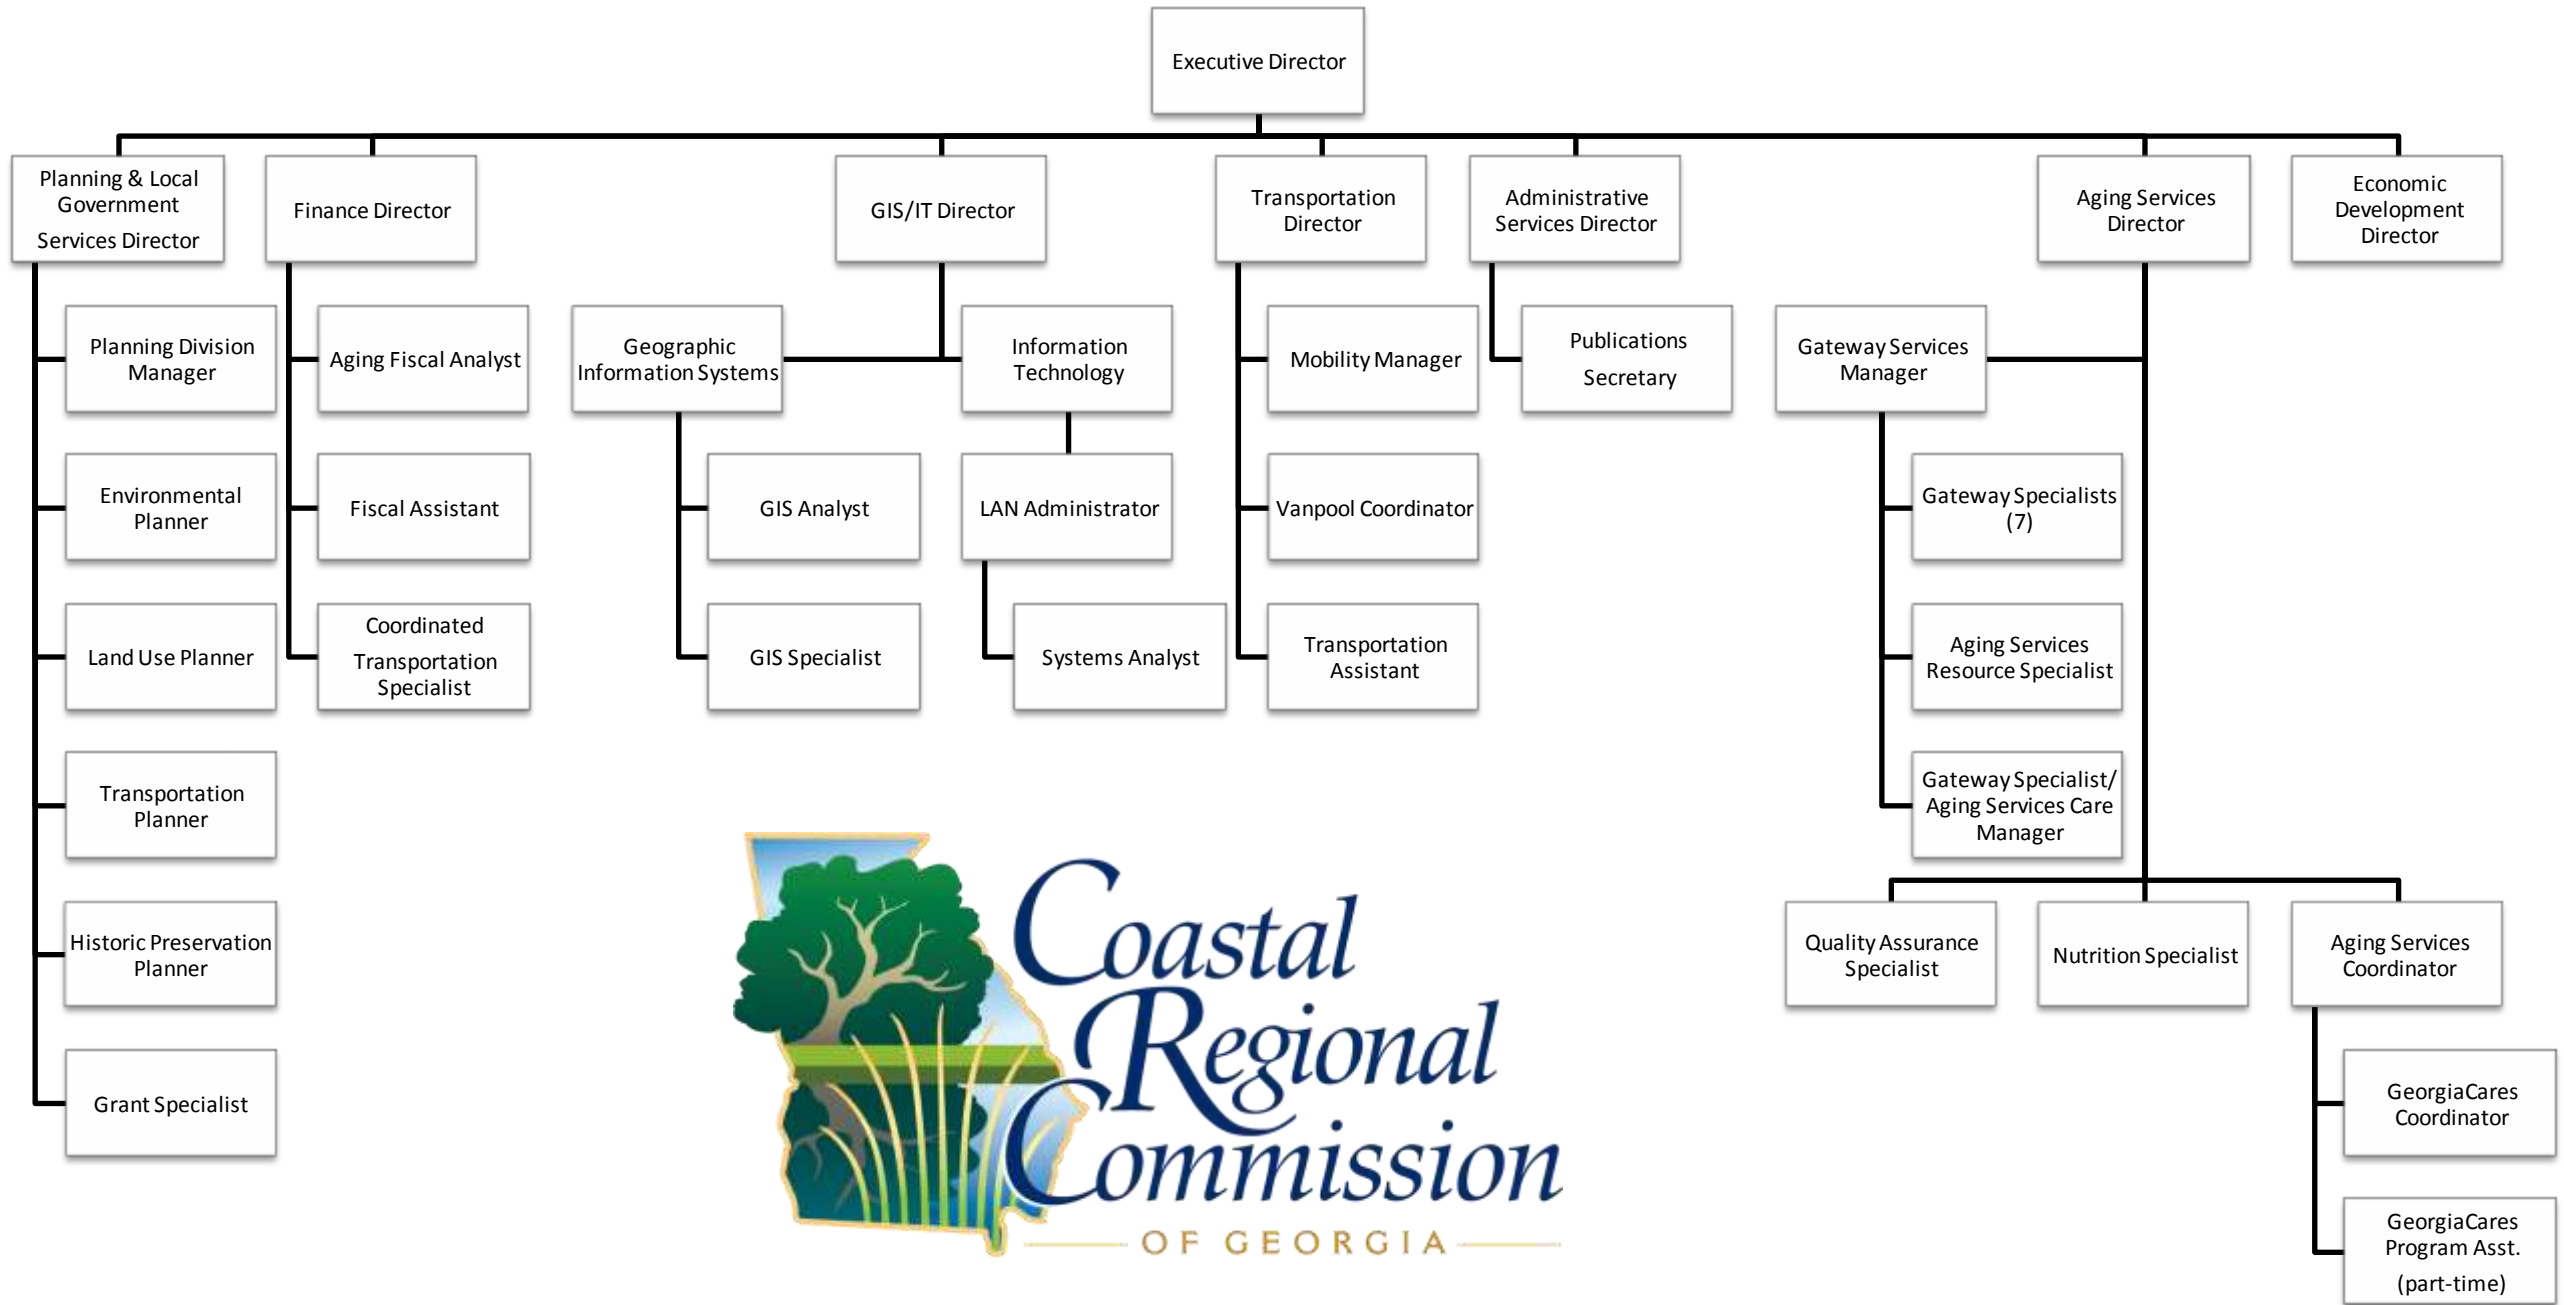 Executive Director
Planning & Local
Government
Services Director
Finance Director
GIS/IT Director
Transportation
Director
Administrative
Services Director
Aging Services
Director
Economic
Development
Director
Planning Division
Manager
Aging Fiscal Analyst
Geographic
Information Systems
Information
Technology
Mobility Manager
Publications
Secretary
Gateway Services
Manager
Environmental
Planner
Fiscal Assistant
GIS Analyst
LAN Administrator
Vanpool Coordinator
Gateway Specialists
(7)
Land Use Planner
Coordinated
Transportation
Specialist
GIS Specialist
Systems Analyst
Transportation
Assistant
Aging Services
Resource Specialist
Transportation
Planner
Gateway Specialist/
Aging Services Care
Manager
Historic Preservation
Planner
Quality Assurance
Specialist
Nutrition Specialist
Aging Services
Coordinator
Grant Specialist
GeorgiaCares
Coordinator
GeorgiaCares
Program Asst.
(part-time)
Coastal
Regional
Commission
OF GEORGIA